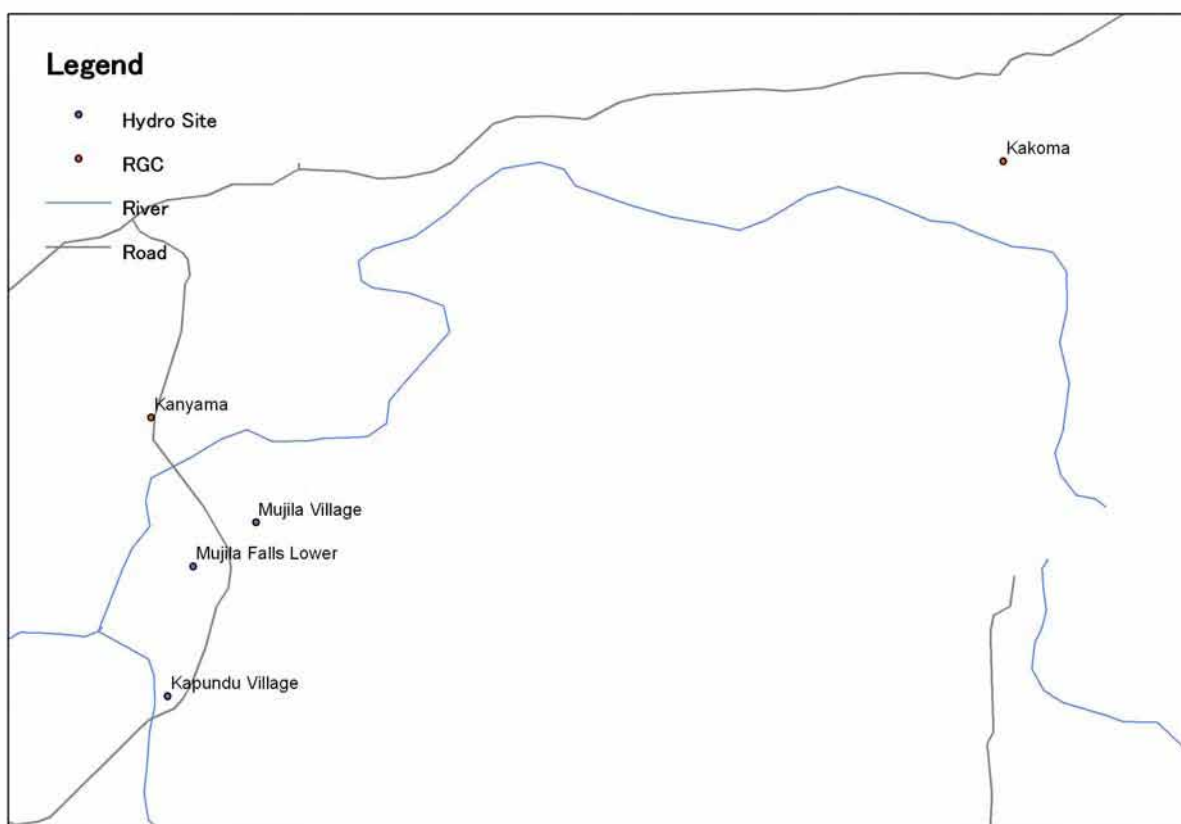 Legend
Hydro Site
RGC
River
Road
Kakoma
Kanyama
Mujila Village
Mujila Falls Lower
Kapundu Village